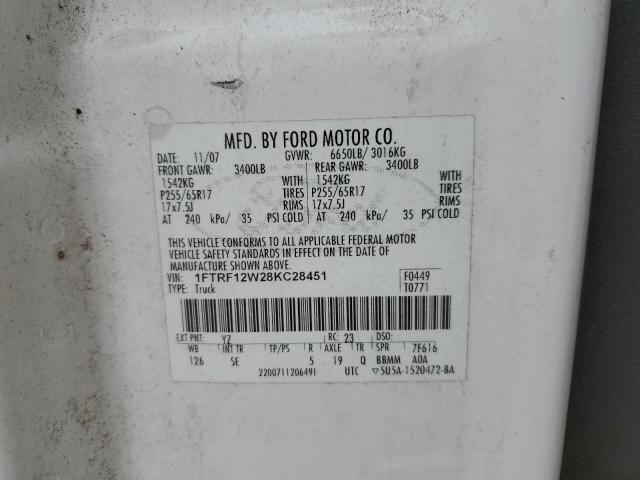 MFD. BY FORD MOTOR CO.
DATE: 11/07 GVWR: 6650LB/ 3016KG
FRONT GAWR: 3400LB REAR GAWR: 3400LB
1542KG WITH 1542KG WITH
P255/65R17 TIRES P255/65R17 TIRES
17x7.5J RIMS 17x7.5J RIMS
AT 240 kPa/ 35 PSI COLD AT 240 kPa/ 35 PSI COLD
THIS VEHICLE CONFORMS TO ALL APPLICABLE FEDERAL MOTOR
VEHICLE SAFETY STANDARDS IN EFFECT ON THE DATE OF
MANUFACTURE SHOWN ABOVE.
VIN: 1FTRF12W28KC28451 F0449
TYPE: Truck T0771
EXT PNT: YZ RC: 23 DSO:
WB INT TR TP/PS R AXLE TR SPR 7F616
126 SE 5 19 Q BBMM A0A
2200711206491 UTC 5U5A-1520472-BA